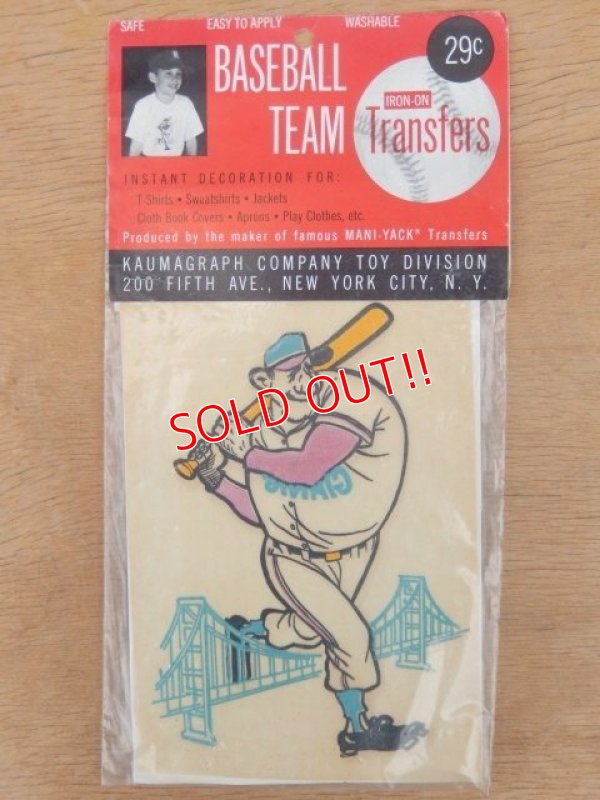 SAFE EASY TO APPLY WASHABLE
29c
BASEBALL
TEAM
IRON-ON
Transfers
INSTANT DECORATION FOR:
T-Shirts • Sweatshirts • Jackets
Cloth Book Covers • Aprons • Play Clothes, etc.
Produced by the maker of famous MANI-YACK® Transfers
KAUMAGRAPH COMPANY TOY DIVISION
200 FIFTH AVE., NEW YORK CITY, N. Y.
SOLD OUT!!
GIANTS